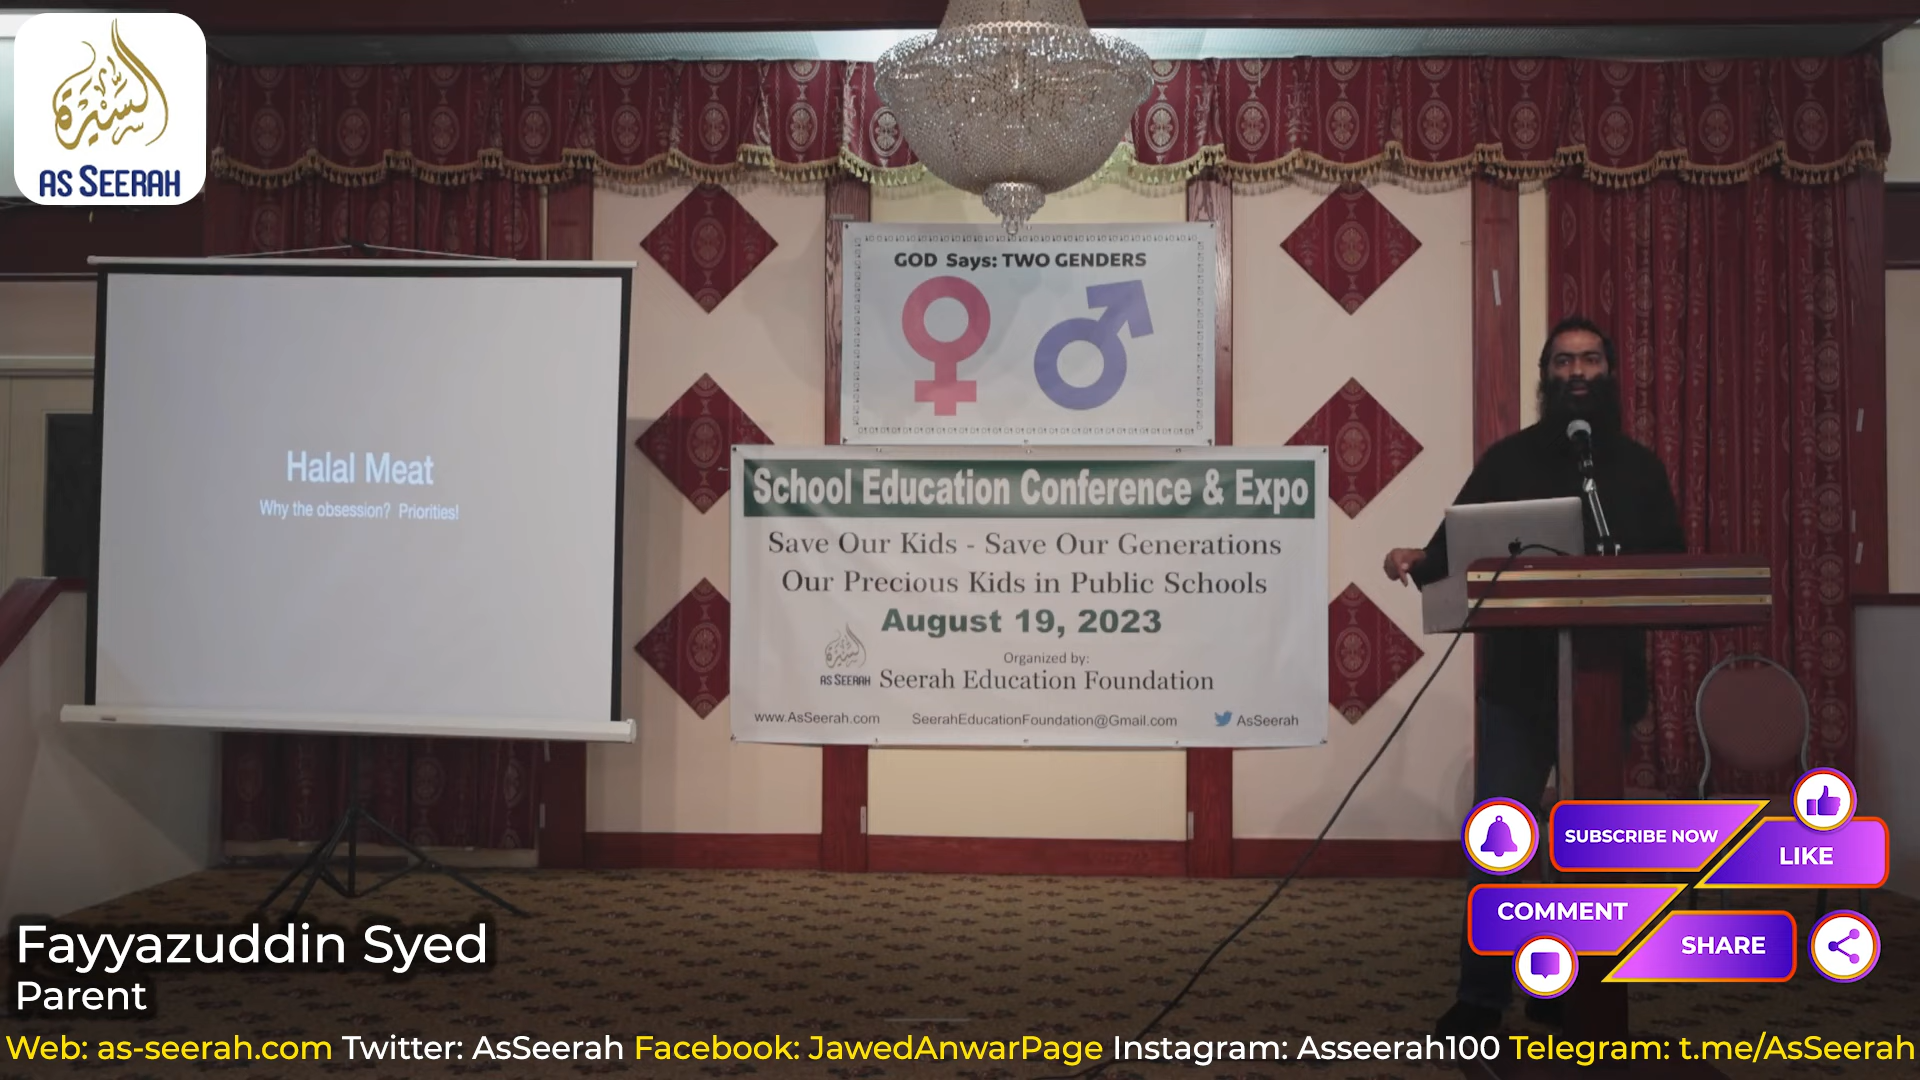 السيرة
AS SEERAH
GOD Says: TWO GENDERS
Halal Meat
Why the obsession? Priorities!
School Education Conference & Expo
Save Our Kids - Save Our Generations
Our Precious Kids in Public Schools
August 19, 2023
Organized by:
السيرة
AS SEERAH Seerah Education Foundation
www.AsSeerah.com SeerahEducationFoundation@Gmail.com AsSeerah
SUBSCRIBE NOW
LIKE
COMMENT
SHARE
Fayyazuddin Syed
Parent
Web: as-seerah.com Twitter: AsSeerah Facebook: JawedAnwarPage Instagram: Asseerah100 Telegram: t.me/AsSeerah